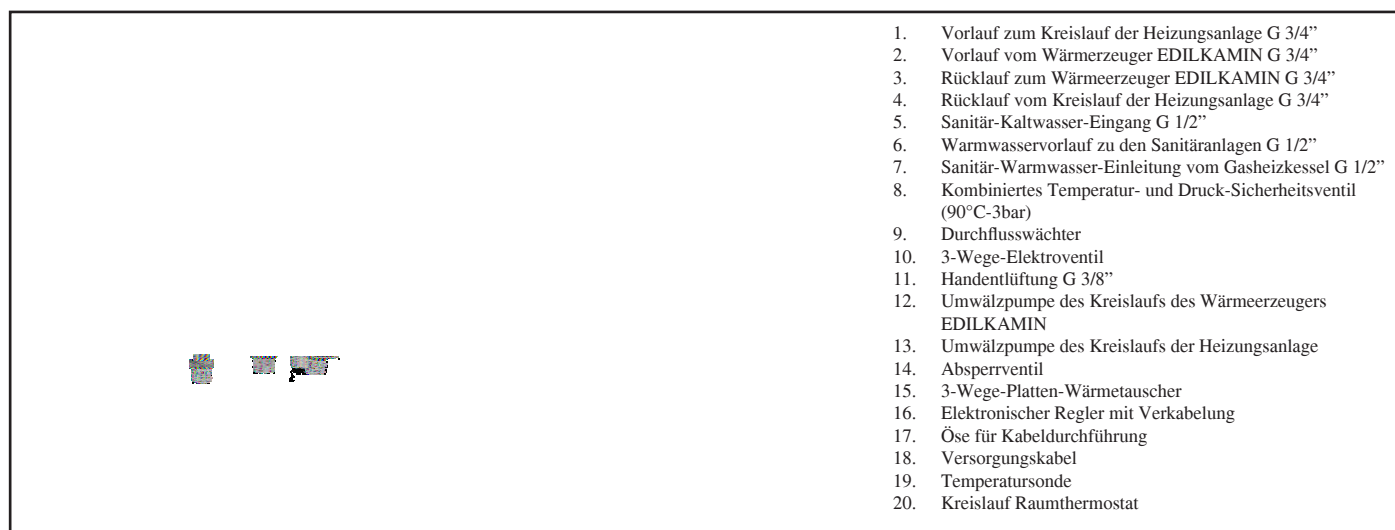 1. Vorlauf zum Kreislauf der Heizungsanlage G 3/4”
2. Vorlauf vom Wärmerzeuger EDILKAMIN G 3/4”
3. Rücklauf zum Wärmeerzeuger EDILKAMIN G 3/4”
4. Rücklauf vom Kreislauf der Heizungsanlage G 3/4”
5. Sanitär-Kaltwasser-Eingang G 1/2”
6. Warmwasservorlauf zu den Sanitäranlagen G 1/2”
7. Sanitär-Warmwasser-Einleitung vom Gasheizkessel G 1/2”
8. Kombiniertes Temperatur- und Druck-Sicherheitsventil
(90°C-3bar)
9. Durchflusswächter
10. 3-Wege-Elektroventil
11. Handentlüftung G 3/8”
12. Umwälzpumpe des Kreislaufs des Wärmeerzeugers
EDILKAMIN
13. Umwälzpumpe des Kreislaufs der Heizungsanlage
14. Absperrventil
15. 3-Wege-Platten-Wärmetauscher
16. Elektronischer Regler mit Verkabelung
17. Öse für Kabeldurchführung
18. Versorgungskabel
19. Temperatursonde
20. Kreislauf Raumthermostat